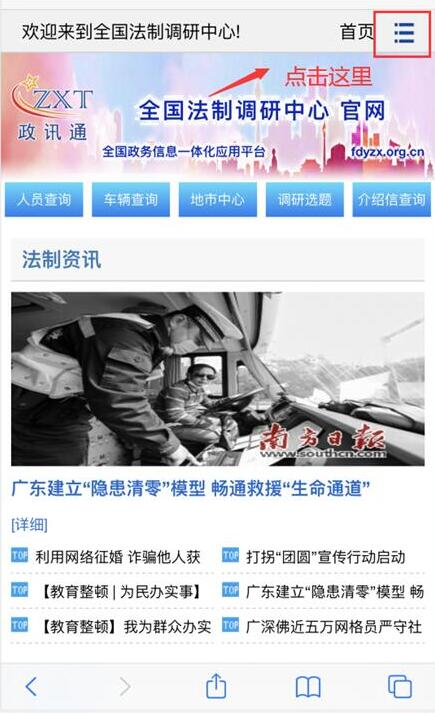 欢迎来到全国法制调研中心!
首页
点击这里
ZXT
政讯通
全国法制调研中心 官网
全国政务信息一体化应用平台
fdyzx.org.cn
人员查询
车辆查询
地市中心
调研选题
介绍信查询
法制资讯
南方日报
www.southcn.com
广东建立“隐患清零”模型 畅通救援“生命通道”
[详细]
TOP 利用网络征婚 诈骗他人获
TOP 打拐“团圆”宣传行动启动
TOP 【教育整顿 | 为民办实事】
TOP 广东建立“隐患清零”模型 畅
TOP 【教育整顿】我为群众办实
TOP 广深佛近五万网格员严守社